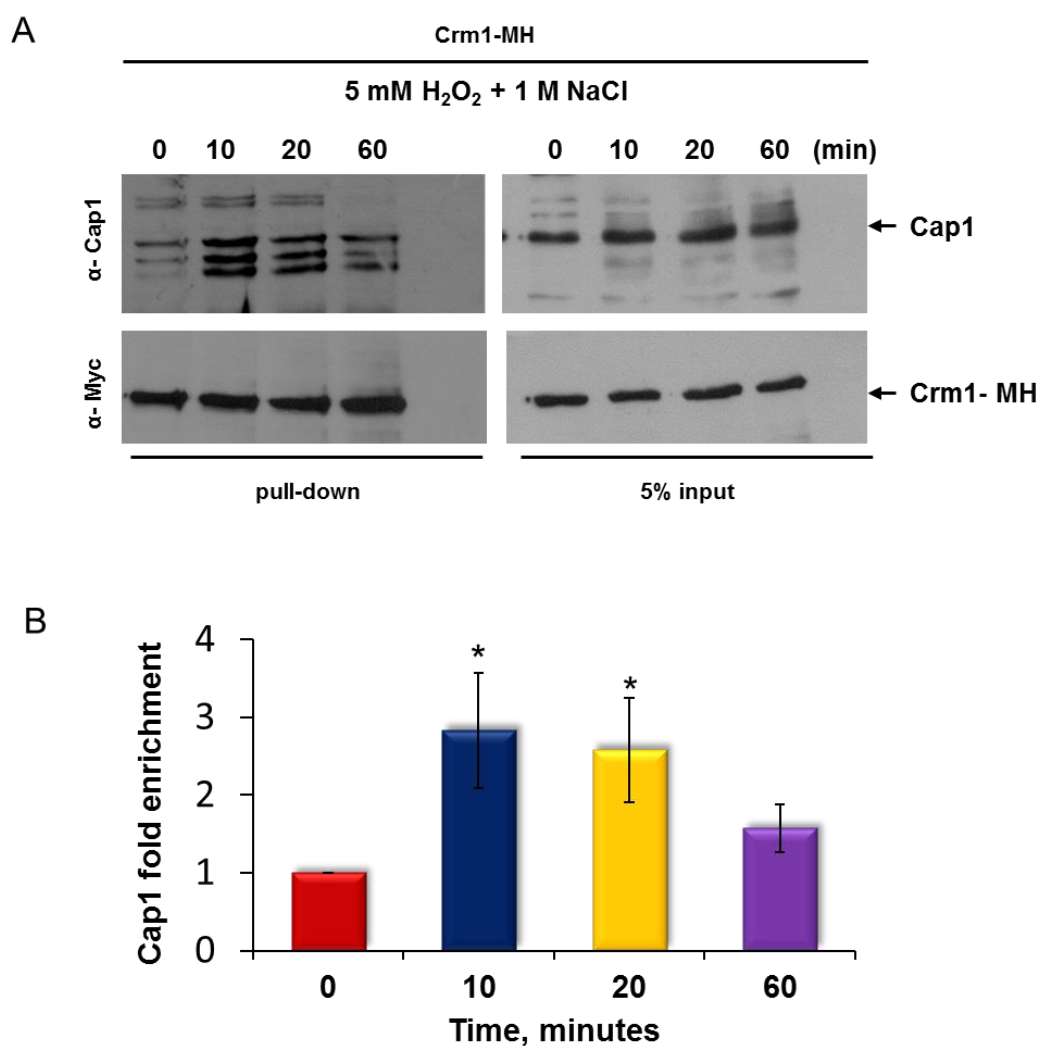 A
Crm1-MH
5 mM H₂O₂ + 1 M NaCl
0 10 20 60 0 10 20 60 (min)
α- Cap1
Cap1
α- Myc
Crm1- MH
pull-down 5% input
B
Cap1 fold enrichment
4
3
2
1
0
* *
0 10 20 60
Time, minutes